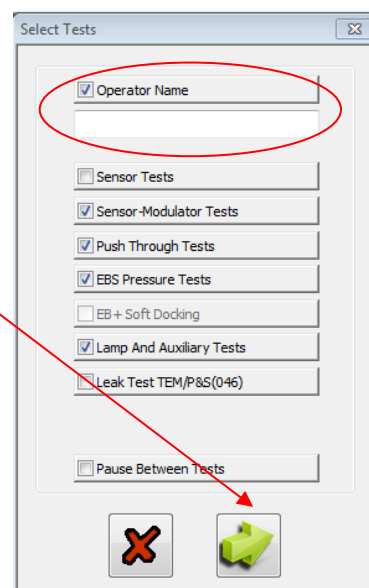 Select Tests
Operator Name
Sensor Tests
Sensor-Modulator Tests
Push Through Tests
EBS Pressure Tests
EB+ Soft Docking
Lamp And Auxiliary Tests
Leak Test TEM/P&S(046)
Pause Between Tests